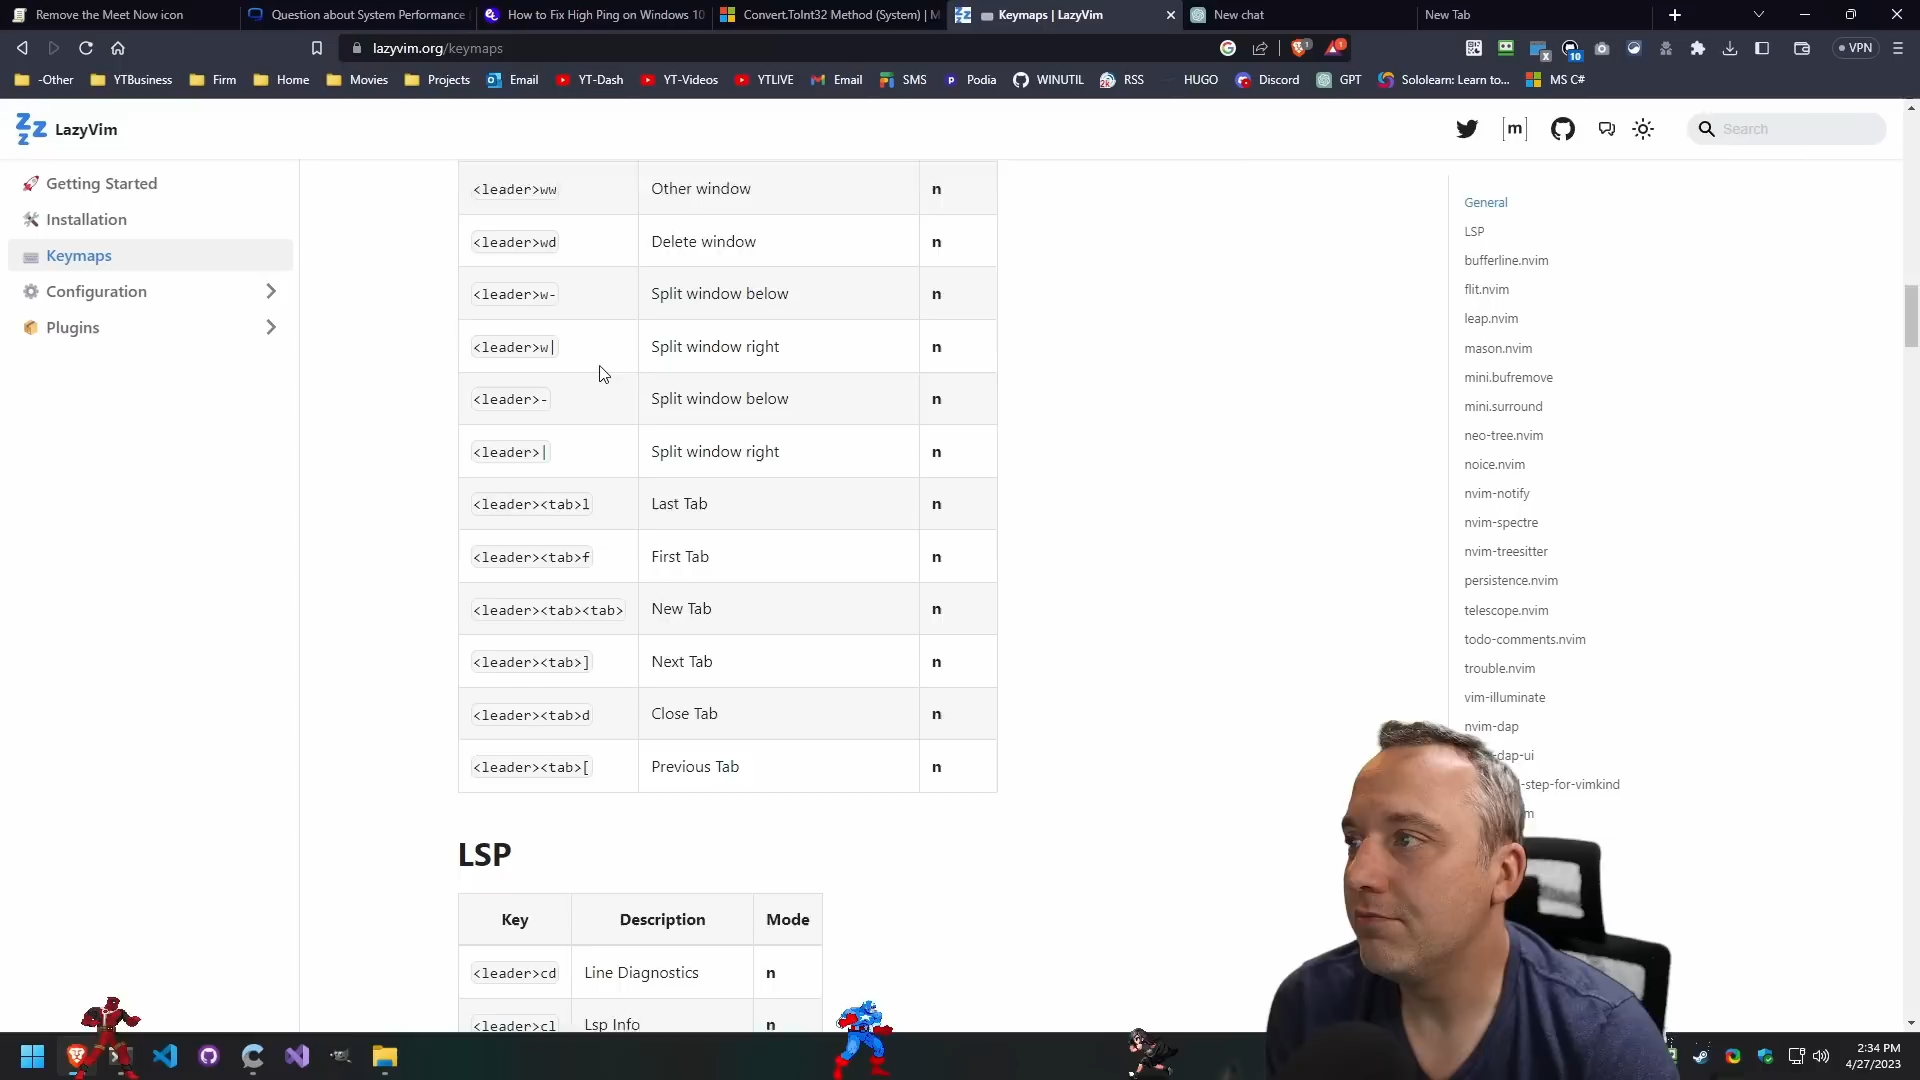 Remove the Meet Now icon
Question about System Performance
How to Fix High Ping on Windows 10
Convert.ToInt32 Method (System) | M
Keymaps | LazyVim
New chat
New Tab
lazyvim.org/keymaps
1
1
X
10
VPN
-Other
YTBusiness
Firm
Home
Movies
Projects
Email
YT-Dash
YT-Videos
YTLIVE
Email
SMS
Podia
WINUTIL
RSS
HUGO
Discord
GPT
Sololearn: Learn to...
MS C#
LazyVim
[m]
Search
Getting Started
Installation
Keymaps
Configuration
Plugins
<leader>ww Other window n
<leader>wd Delete window n
<leader>w- Split window below n
<leader>w| Split window right n
<leader>- Split window below n
<leader>| Split window right n
<leader><tab>l Last Tab n
<leader><tab>f First Tab n
<leader><tab><tab> New Tab n
<leader><tab>] Next Tab n
<leader><tab>d Close Tab n
<leader><tab>[ Previous Tab n
LSP
Key Description Mode
<leader>cd Line Diagnostics n
<leader>cl Lsp Info n
General
LSP
bufferline.nvim
flit.nvim
leap.nvim
mason.nvim
mini.bufremove
mini.surround
neo-tree.nvim
noice.nvim
nvim-notify
nvim-spectre
nvim-treesitter
persistence.nvim
telescope.nvim
todo-comments.nvim
trouble.nvim
vim-illuminate
nvim-dap
-dap-ui
-step-for-vimkind
2:34 PM
4/27/2023